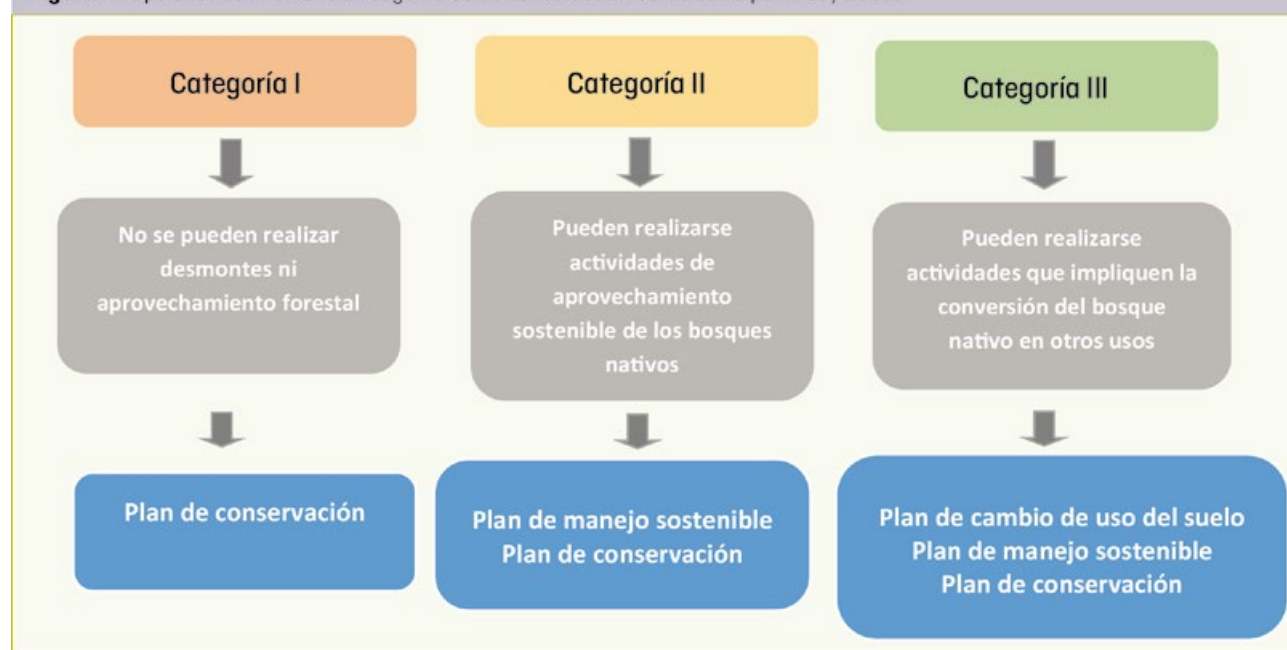 Categoría I
Categoría II
Categoría III
No se pueden realizar
desmontes ni
aprovechamiento forestal
Pueden realizarse
actividades de
aprovechamiento
sostenible de los bosques
nativos
Pueden realizarse
actividades que impliquen la
conversión del bosque
nativo en otros usos
Plan de conservación
Plan de manejo sostenible
Plan de conservación
Plan de cambio de uso del suelo
Plan de manejo sostenible
Plan de conservación